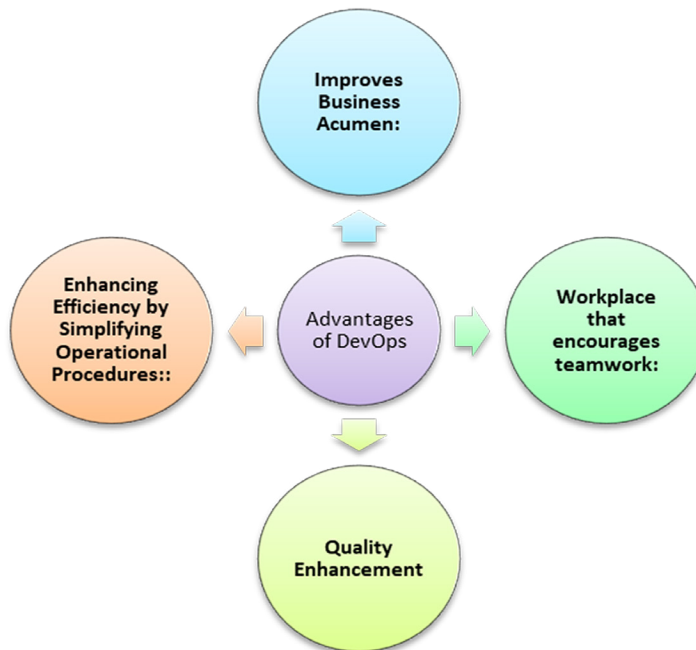 Improves
Business
Acumen:
Enhancing
Efficiency by
Simplifying
Operational
Procedures::
Advantages
of DevOps
Workplace
that
encourages
teamwork:
Quality
Enhancement